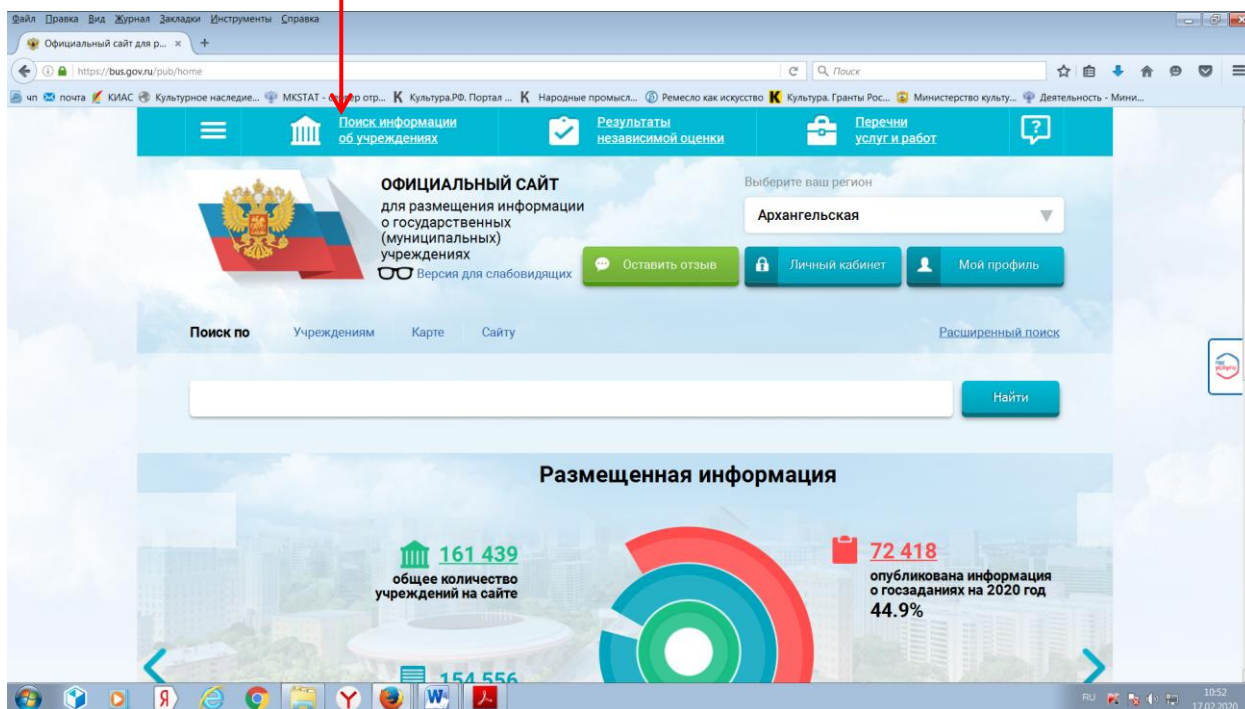 Файл Правка Вид Журнал Закладки Инструменты Справка
Официальный сайт для р... × +
https://bus.gov.ru/pub/home
Поиск
чп почта КИАС Культурное наследие... MKSTAT - отр... Культура.РФ. Портал ... Народные промысл... Ремесло как искусство Культура. Гранты Рос... Министерство культу... Деятельность - Мини...
Поиск информации
об учреждениях
Результаты
независимой оценки
Перечни
услуг и работ
ОФИЦИАЛЬНЫЙ САЙТ
для размещения информации
о государственных
(муниципальных)
учреждениях
Версия для слабовидящих
Выберите ваш регион
Архангельская
Оставить отзыв
Личный кабинет
Мой профиль
Поиск по Учреждениям Карте Сайту Расширенный поиск
Найти
Размещенная информация
161 439
общее количество
учреждений на сайте
72 418
опубликована информация
о госзаданиях на 2020 год
44.9%
154 556
RU 10:52
17.02.2020